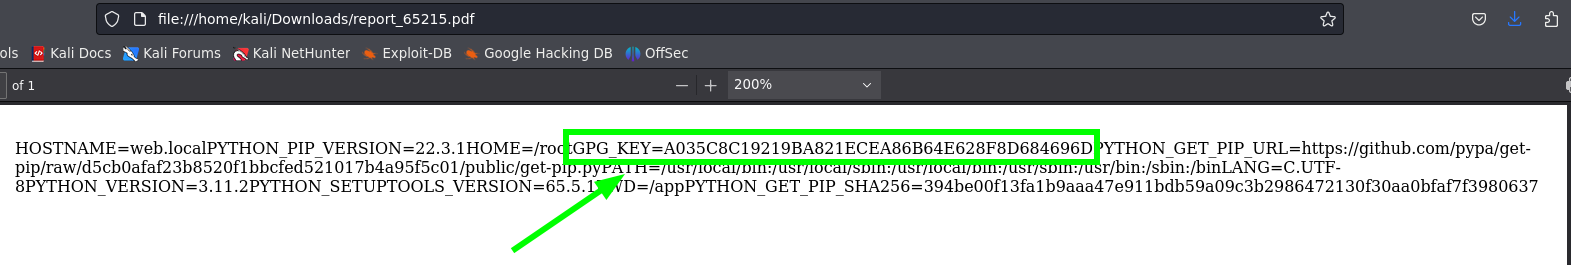 file:///home/kali/Downloads/report_65215.pdf
ols Kali Docs Kali Forums Kali NetHunter Exploit-DB Google Hacking DB OffSec
of 1 200%
HOSTNAME=web.localPYTHON_PIP_VERSION=22.3.1HOME=/rootGPG_KEY=A035C8C19219BA821ECEA86B64E628F8D684696DPYTHON_GET_PIP_URL=https://github.com/pypa/get-
pip/raw/d5cb0afaf23b8520f1bbcfed521017b4a95f5c01/public/get-pip.pyPATH=/usr/local/bin:/usr/local/sbin:/usr/local/bin:/usr/sbin:/usr/bin:/sbin:/binLANG=C.UTF-
8PYTHON_VERSION=3.11.2PYTHON_SETUPTOOLS_VERSION=65.5.1PWD=/appPYTHON_GET_PIP_SHA256=394be00f13fa1b9aaa47e911bdb59a09c3b2986472130f30aa0bfaf7f3980637